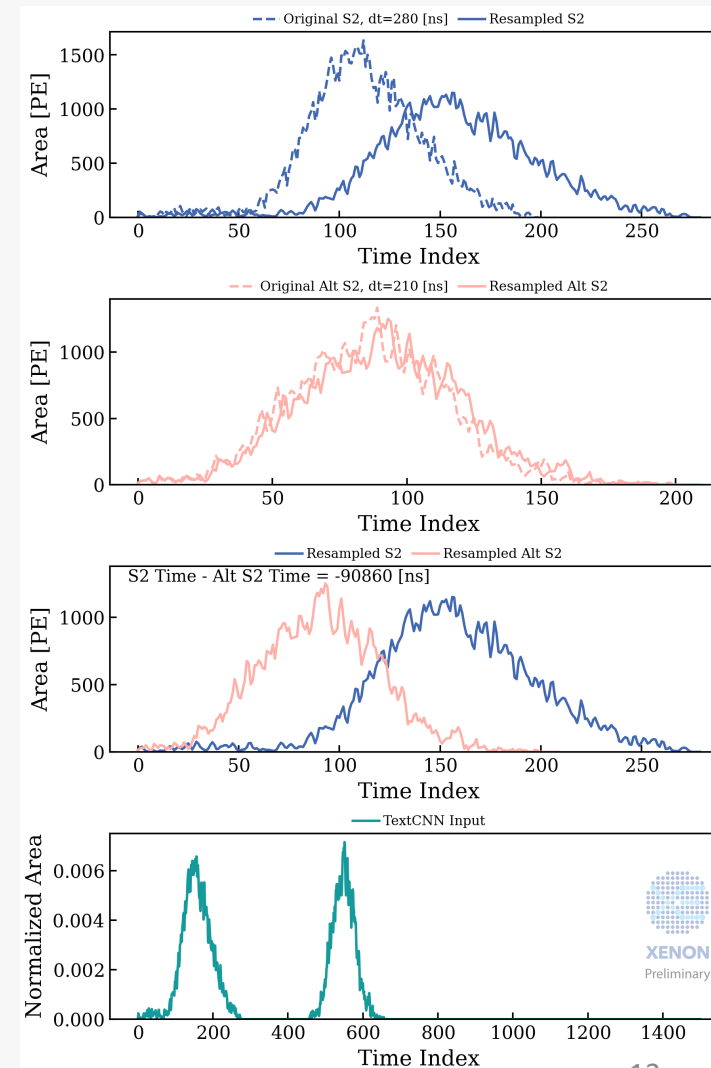 Original S2, dt=280 [ns] Resampled S2
Area [PE]
1500
1000
500
0
0 50 100 150 200 250
Time Index
Original Alt S2, dt=210 [ns] Resampled Alt S2
Area [PE]
1000
500
0
0 50 100 150 200
Time Index
Resampled S2 Resampled Alt S2
S2 Time - Alt S2 Time = -90860 [ns]
Area [PE]
1000
500
0
0 50 100 150 200 250
Time Index
TextCNN Input
Normalized Area
0.006
0.004
0.002
0.000
XENON
Preliminary
0 200 400 600 800 1000 1200 1400
Time Index